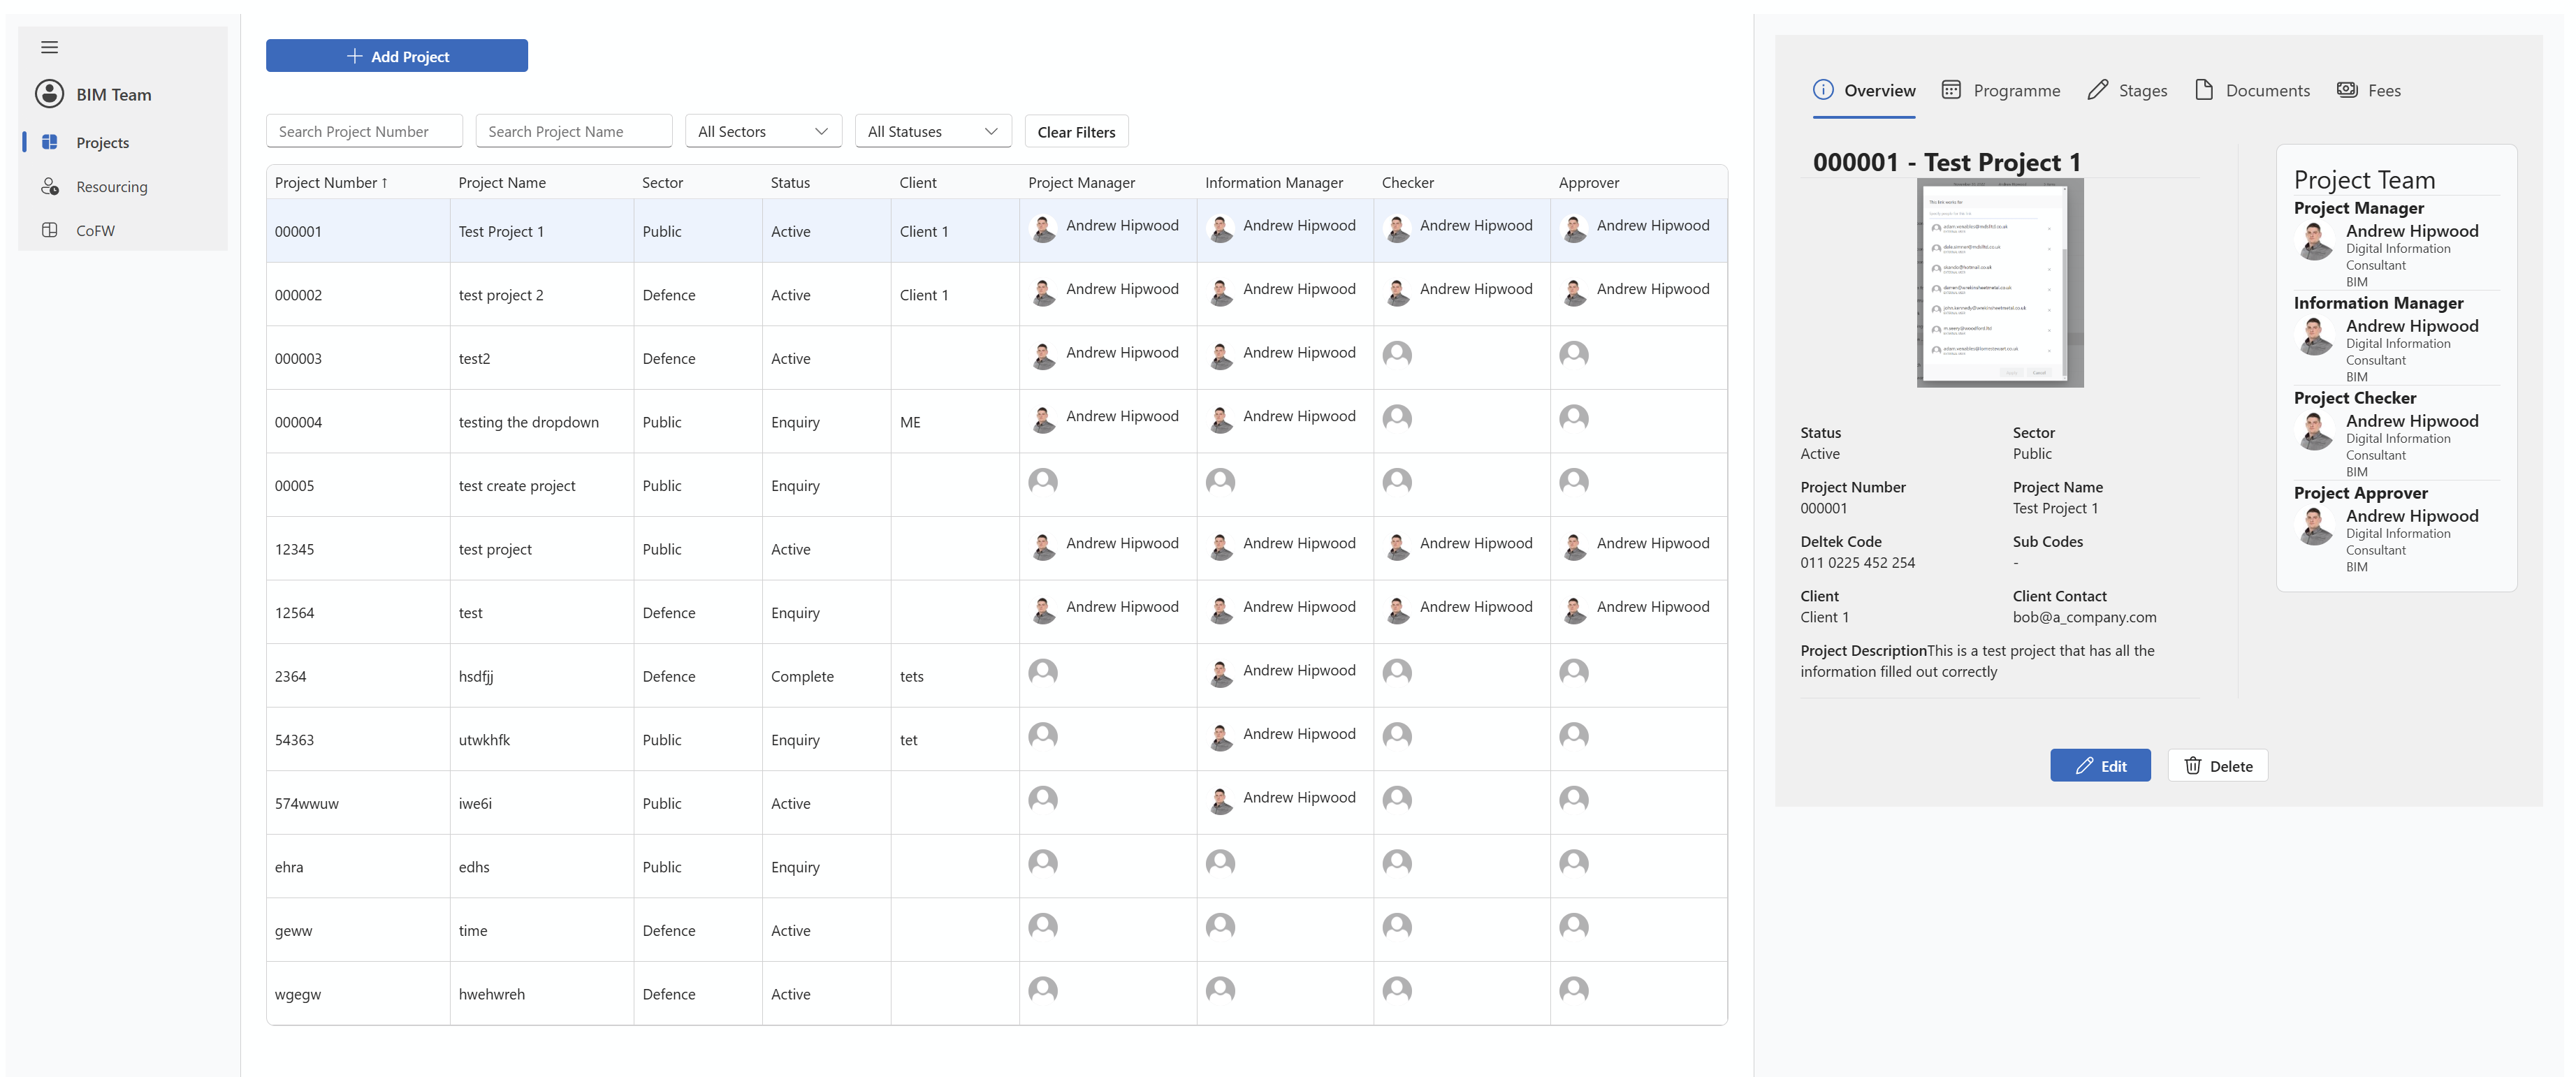 BIM Team
Projects
Resourcing
CoFW
Add Project
Search Project Number
Search Project Name
All Sectors
All Statuses
Clear Filters
Project Number ↑ Project Name Sector Status Client Project Manager Information Manager Checker Approver
000001 Test Project 1 Public Active Client 1 Andrew Hipwood Andrew Hipwood Andrew Hipwood Andrew Hipwood
000002 test project 2 Defence Active Client 1 Andrew Hipwood Andrew Hipwood Andrew Hipwood Andrew Hipwood
000003 test2 Defence Active Andrew Hipwood Andrew Hipwood
000004 testing the dropdown Public Enquiry ME Andrew Hipwood Andrew Hipwood
00005 test create project Public Enquiry
12345 test project Public Active Andrew Hipwood Andrew Hipwood Andrew Hipwood Andrew Hipwood
12564 test Defence Enquiry Andrew Hipwood Andrew Hipwood Andrew Hipwood Andrew Hipwood
2364 hsdfjj Defence Complete tets Andrew Hipwood
54363 utwkhfk Public Enquiry tet Andrew Hipwood
574wwuw iwe6i Public Active Andrew Hipwood
ehra edhs Public Enquiry
geww time Defence Active
wgegw hwehwreh Defence Active
Overview Programme Stages Documents Fees
000001 - Test Project 1
This link works for
Cancel
Status
Active
Sector
Public
Project Number
000001
Project Name
Test Project 1
Deltek Code
011 0225 452 254
Sub Codes
-
Client
Client 1
Client Contact
bob@a_company.com
Project DescriptionThis is a test project that has all the
information filled out correctly
Project Team
Project Manager
Andrew Hipwood
Digital Information
Consultant
BIM
Information Manager
Andrew Hipwood
Digital Information
Consultant
BIM
Project Checker
Andrew Hipwood
Digital Information
Consultant
BIM
Project Approver
Andrew Hipwood
Digital Information
Consultant
BIM
Edit
Delete